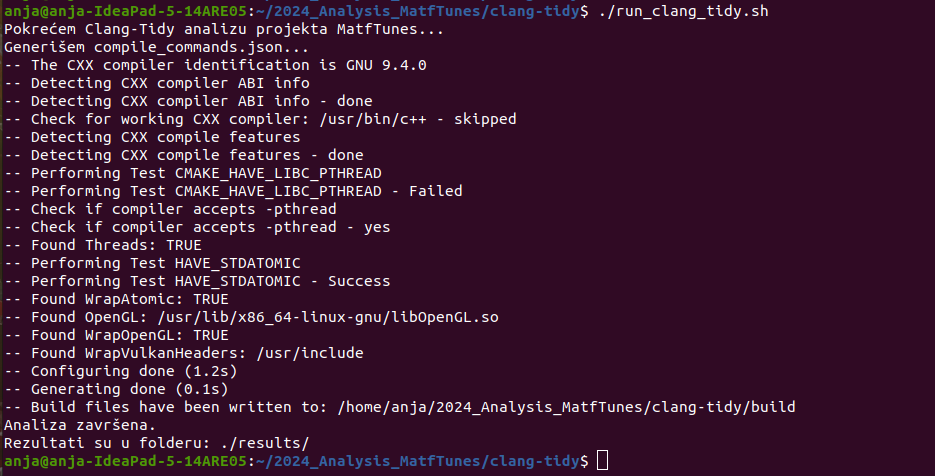 anja@anja-IdeaPad-5-14ARE05:~/2024_Analysis_MatfTunes/clang-tidy$ ./run_clang_tidy.sh
Pokrećem Clang-Tidy analizu projekta MatfTunes...
Generišem compile_commands.json...
-- The CXX compiler identification is GNU 9.4.0
-- Detecting CXX compiler ABI info
-- Detecting CXX compiler ABI info - done
-- Check for working CXX compiler: /usr/bin/c++ - skipped
-- Detecting CXX compile features
-- Detecting CXX compile features - done
-- Performing Test CMAKE_HAVE_LIBC_PTHREAD
-- Performing Test CMAKE_HAVE_LIBC_PTHREAD - Failed
-- Check if compiler accepts -pthread
-- Check if compiler accepts -pthread - yes
-- Found Threads: TRUE
-- Performing Test HAVE_STDATOMIC
-- Performing Test HAVE_STDATOMIC - Success
-- Found WrapAtomic: TRUE
-- Found OpenGL: /usr/lib/x86_64-linux-gnu/libOpenGL.so
-- Found WrapOpenGL: TRUE
-- Found WrapVulkanHeaders: /usr/include
-- Configuring done (1.2s)
-- Generating done (0.1s)
-- Build files have been written to: /home/anja/2024_Analysis_MatfTunes/clang-tidy/build
Analiza završena.
Rezultati su u folderu: ./results/
anja@anja-IdeaPad-5-14ARE05:~/2024_Analysis_MatfTunes/clang-tidy$